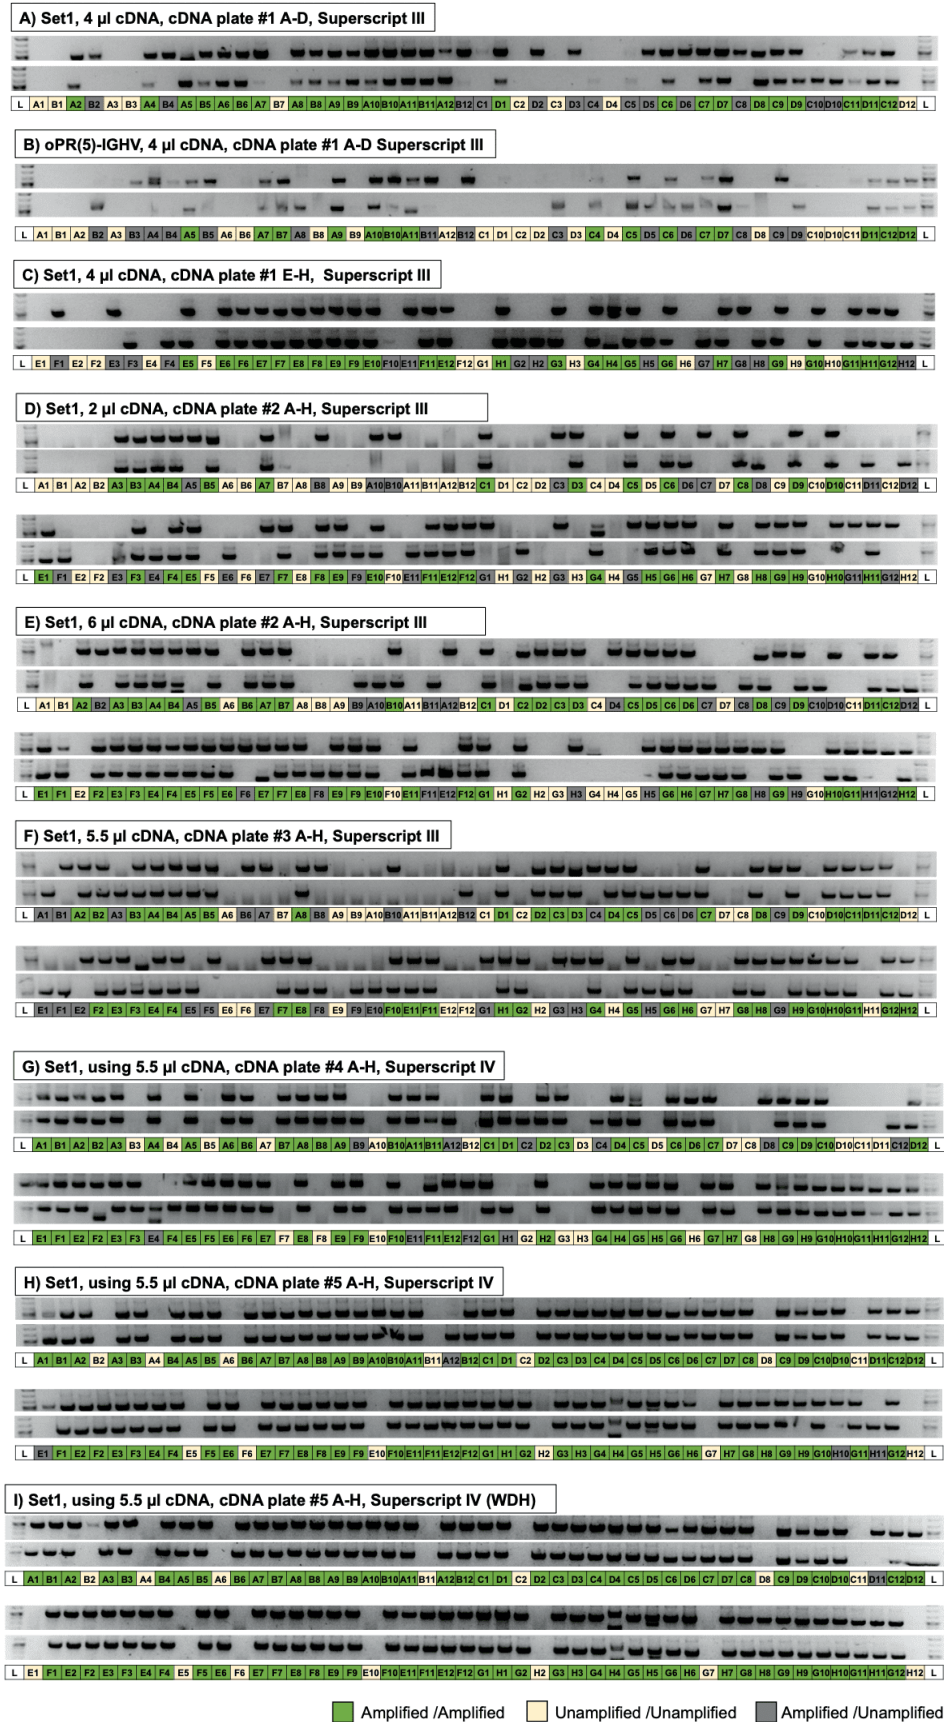 A) Set1, 4 µl cDNA, cDNA plate #1 A-D, Superscript III
L A1 B1 A2 B2 A3 B3 A4 B4 A5 B5 A6 B6 A7 B7 A8 B8 A9 B9 A10 B10 A11 B11 A12 B12 C1 D1 C2 D2 C3 D3 C4 D4 C5 D5 C6 D6 C7 D7 C8 D8 C9 D9 C10 D10 C11 D11 C12 D12 L
B) oPR(5)-IGHV, 4 µl cDNA, cDNA plate #1 A-D Superscript III
L A1 B1 A2 B2 A3 B3 A4 B4 A5 B5 A6 B6 A7 B7 A8 B8 A9 B9 A10 B10 A11 B11 A12 B12 C1 D1 C2 D2 C3 D3 C4 D4 C5 D5 C6 D6 C7 D7 C8 D8 C9 D9 C10 D10 C11 D11 C12 D12 L
C) Set1, 4 µl cDNA, cDNA plate #1 E-H, Superscript III
L E1 F1 E2 F2 E3 F3 E4 F4 E5 F5 E6 F6 E7 F7 E8 F8 E9 F9 E10 F10 E11 F11 E12 F12 G1 H1 G2 H2 G3 H3 G4 H4 G5 H5 G6 H6 G7 H7 G8 H8 G9 H9 G10 H10 G11 H11 G12 H12 L
D) Set1, 2 µl cDNA, cDNA plate #2 A-H, Superscript III
L A1 B1 A2 B2 A3 B3 A4 B4 A5 B5 A6 B6 A7 B7 A8 B8 A9 B9 A10 B10 A11 B11 A12 B12 C1 D1 C2 D2 C3 D3 C4 D4 C5 D5 C6 D6 C7 D7 C8 D8 C9 D9 C10 D10 C11 D11 C12 D12 L
L E1 F1 E2 F2 E3 F3 E4 F4 E5 F5 E6 F6 E7 F7 E8 F8 E9 F9 E10 F10 E11 F11 E12 F12 G1 H1 G2 H2 G3 H3 G4 H4 G5 H5 G6 H6 G7 H7 G8 H8 G9 H9 G10 H10 G11 H11 G12 H12 L
E) Set1, 6 µl cDNA, cDNA plate #2 A-H, Superscript III
L A1 B1 A2 B2 A3 B3 A4 B4 A5 B5 A6 B6 A7 B7 A8 B8 A9 B9 A10 B10 A11 B11 A12 B12 C1 D1 C2 D2 C3 D3 C4 D4 C5 D5 C6 D6 C7 D7 C8 D8 C9 D9 C10 D10 C11 D11 C12 D12 L
L E1 F1 E2 F2 E3 F3 E4 F4 E5 F5 E6 F6 E7 F7 E8 F8 E9 F9 E10 F10 E11 F11 E12 F12 G1 H1 G2 H2 G3 H3 G4 H4 G5 H5 G6 H6 G7 H7 G8 H8 G9 H9 G10 H10 G11 H11 G12 H12 L
F) Set1, 5.5 µl cDNA, cDNA plate #3 A-H, Superscript III
L A1 B1 A2 B2 A3 B3 A4 B4 A5 B5 A6 B6 A7 B7 A8 B8 A9 B9 A10 B10 A11 B11 A12 B12 C1 D1 C2 D2 C3 D3 C4 D4 C5 D5 C6 D6 C7 D7 C8 D8 C9 D9 C10 D10 C11 D11 C12 D12 L
L E1 F1 E2 F2 E3 F3 E4 F4 E5 F5 E6 F6 E7 F7 E8 F8 E9 F9 E10 F10 E11 F11 E12 F12 G1 H1 G2 H2 G3 H3 G4 H4 G5 H5 G6 H6 G7 H7 G8 H8 G9 H9 G10 H10 G11 H11 G12 H12 L
G) Set1, using 5.5 µl cDNA, cDNA plate #4 A-H, Superscript IV
L A1 B1 A2 B2 A3 B3 A4 B4 A5 B5 A6 B6 A7 B7 A8 B8 A9 B9 A10 B10 A11 B11 A12 B12 C1 D1 C2 D2 C3 D3 C4 D4 C5 D5 C6 D6 C7 D7 C8 D8 C9 D9 C10 D10 C11 D11 C12 D12 L
L E1 F1 E2 F2 E3 F3 E4 F4 E5 F5 E6 F6 E7 F7 E8 F8 E9 F9 E10 F10 E11 F11 E12 F12 G1 H1 G2 H2 G3 H3 G4 H4 G5 H5 G6 H6 G7 H7 G8 H8 G9 H9 G10 H10 G11 H11 G12 H12 L
H) Set1, using 5.5 µl cDNA, cDNA plate #5 A-H, Superscript IV
L A1 B1 A2 B2 A3 B3 A4 B4 A5 B5 A6 B6 A7 B7 A8 B8 A9 B9 A10 B10 A11 B11 A12 B12 C1 D1 C2 D2 C3 D3 C4 D4 C5 D5 C6 D6 C7 D7 C8 D8 C9 D9 C10 D10 C11 D11 C12 D12 L
L E1 F1 E2 F2 E3 F3 E4 F4 E5 F5 E6 F6 E7 F7 E8 F8 E9 F9 E10 F10 E11 F11 E12 F12 G1 H1 G2 H2 G3 H3 G4 H4 G5 H5 G6 H6 G7 H7 G8 H8 G9 H9 G10 H10 G11 H11 G12 H12 L
I) Set1, using 5.5 µl cDNA, cDNA plate #5 A-H, Superscript IV (WDH)
L A1 B1 A2 B2 A3 B3 A4 B4 A5 B5 A6 B6 A7 B7 A8 B8 A9 B9 A10 B10 A11 B11 A12 B12 C1 D1 C2 D2 C3 D3 C4 D4 C5 D5 C6 D6 C7 D7 C8 D8 C9 D9 C10 D10 C11 D11 C12 D12 L
L E1 F1 E2 F2 E3 F3 E4 F4 E5 F5 E6 F6 E7 F7 E8 F8 E9 F9 E10 F10 E11 F11 E12 F12 G1 H1 G2 H2 G3 H3 G4 H4 G5 H5 G6 H6 G7 H7 G8 H8 G9 H9 G10 H10 G11 H11 G12 H12 L
Amplified /Amplified Unamplified /Unamplified Amplified /Unamplified